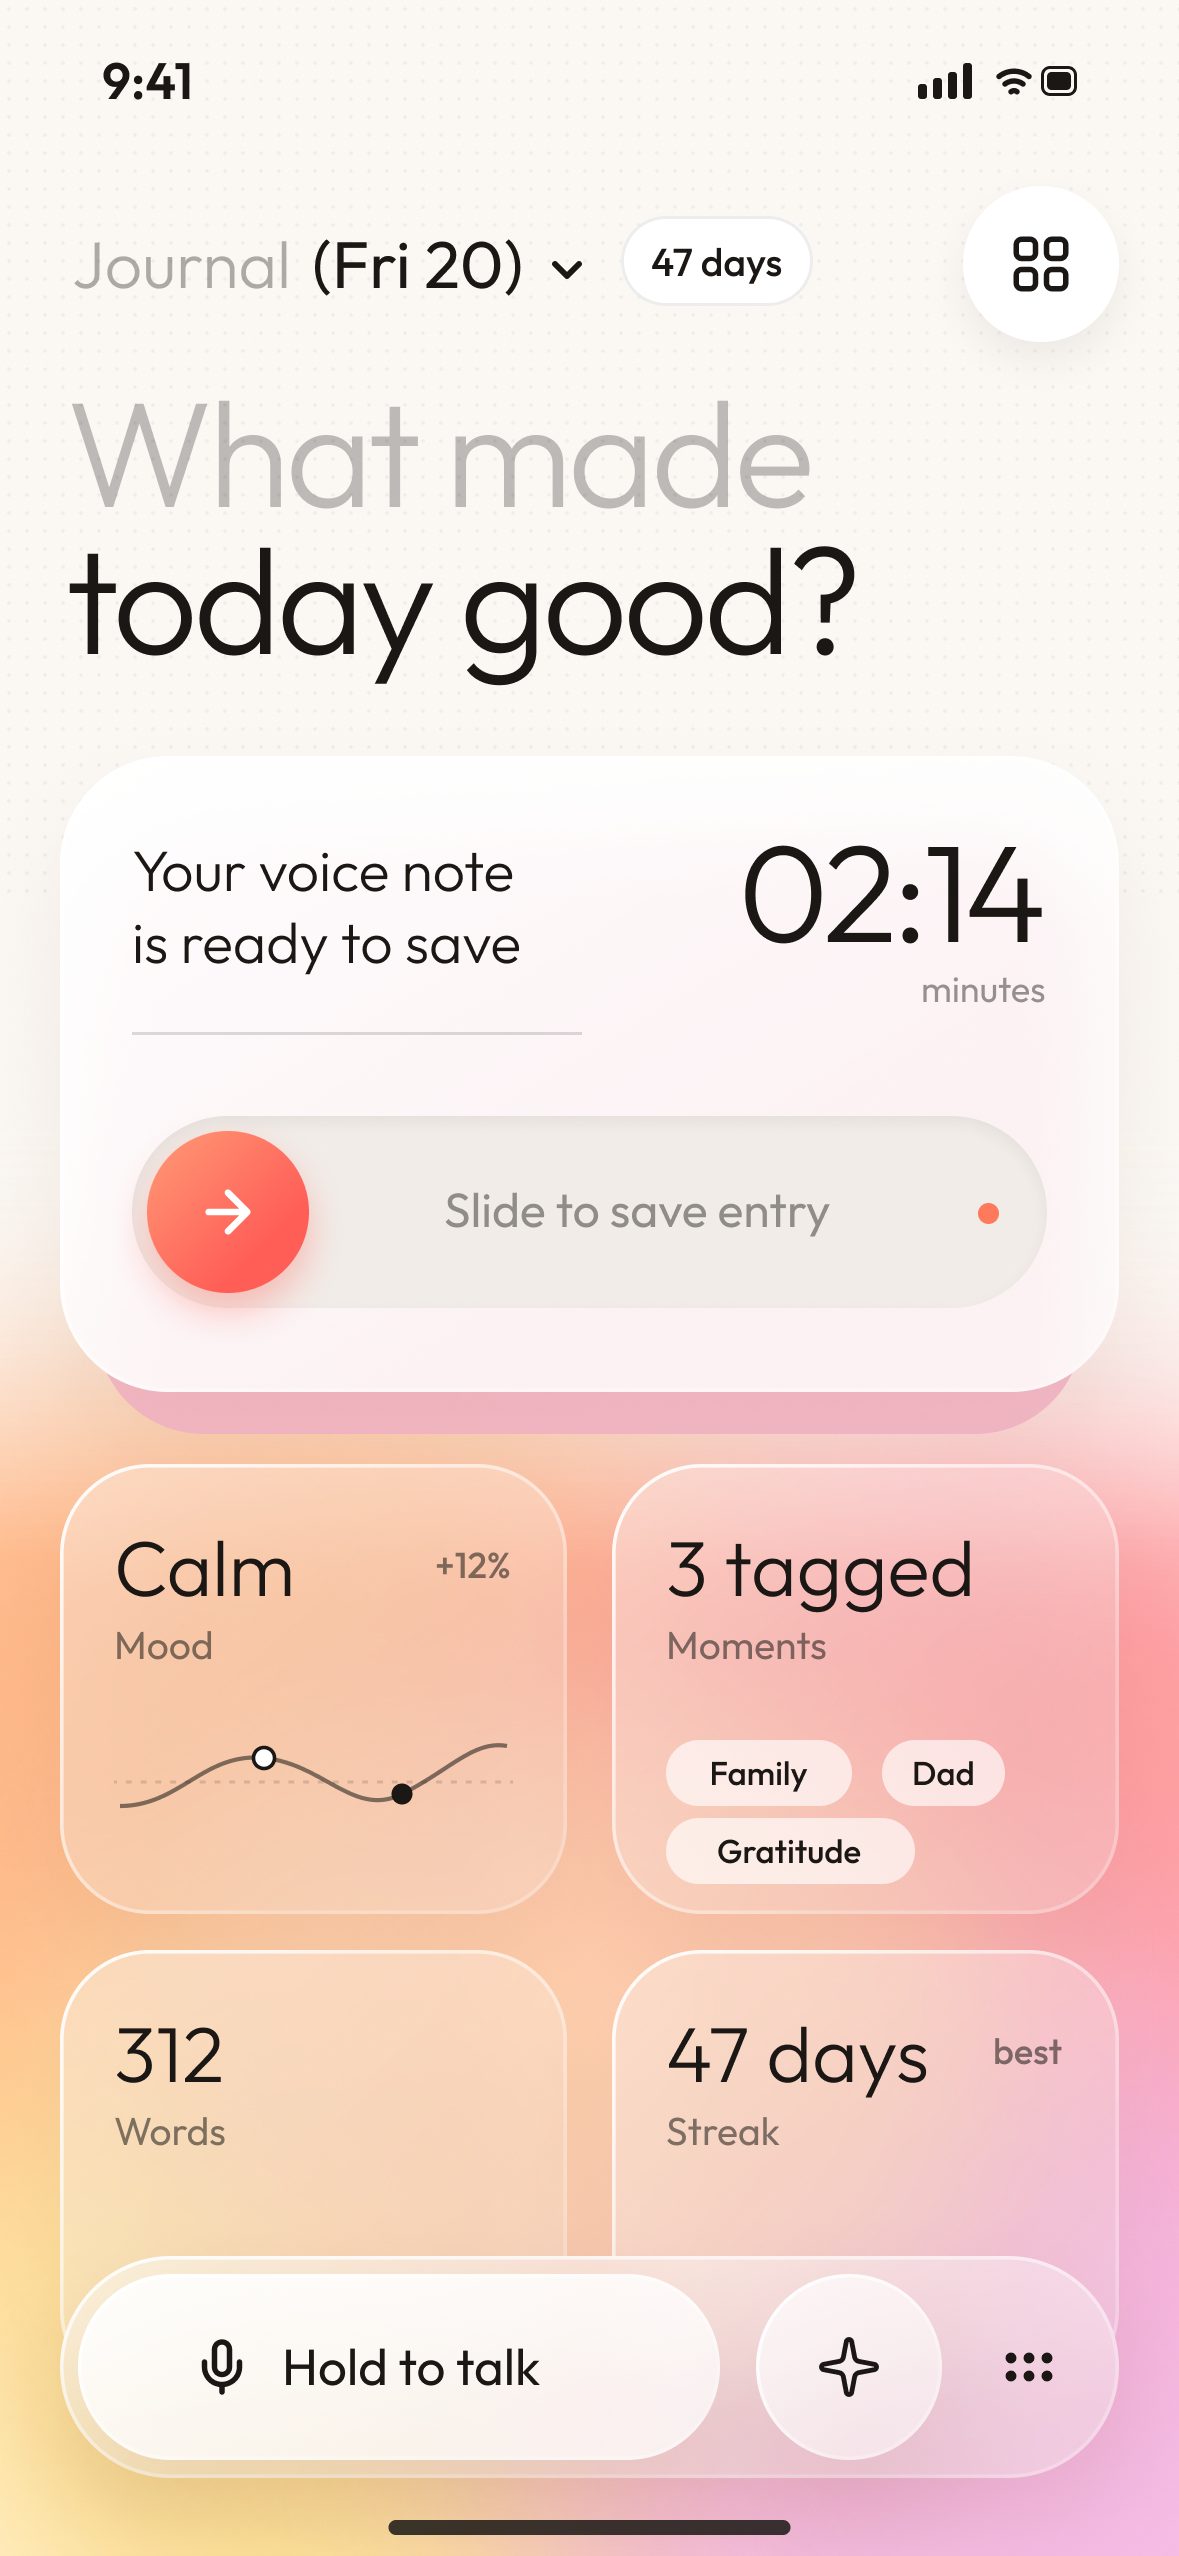 9:41
Journal (Fri 20) 47 days
What made
today good?
Your voice note
is ready to save
02:14
minutes
Slide to save entry
Calm +12%
Mood
3 tagged
Moments
Family Dad
Gratitude
312
Words
47 days best
Streak
Hold to talk